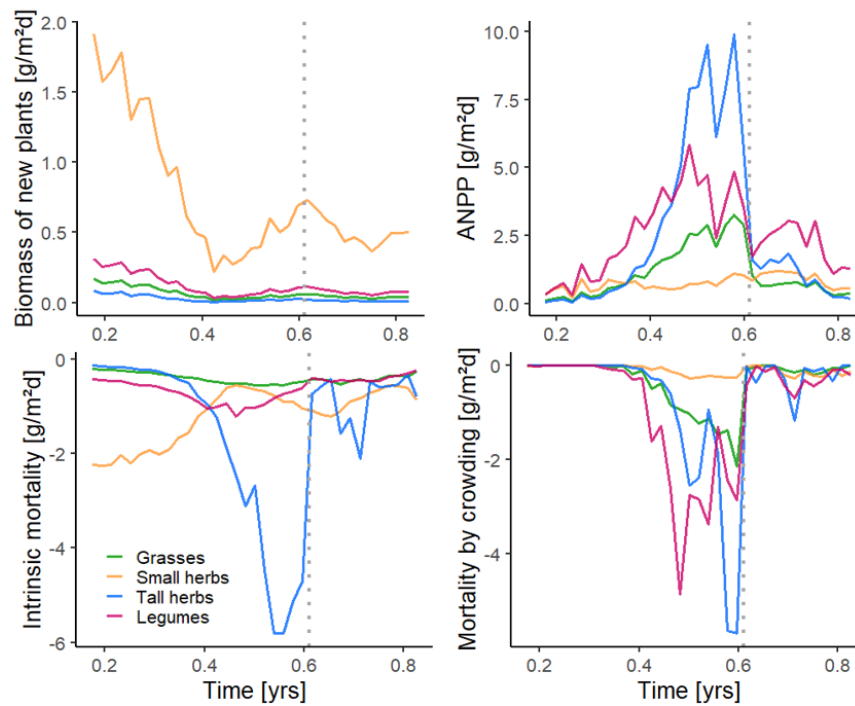 Biomass of new plants [g/m²d]
2.0
1.5
1.0
0.5
0.0
0.2 0.4 0.6 0.8
ANPP [g/m²d]
10.0
7.5
5.0
2.5
0.0
0.2 0.4 0.6 0.8
Intrinsic mortality [g/m²d]
-0
-2
-4
-6
Grasses
Small herbs
Tall herbs
Legumes
0.2 0.4 0.6 0.8
Time [yrs]
Mortality by crowding [g/m²d]
0
-2
-4
0.2 0.4 0.6 0.8
Time [yrs]